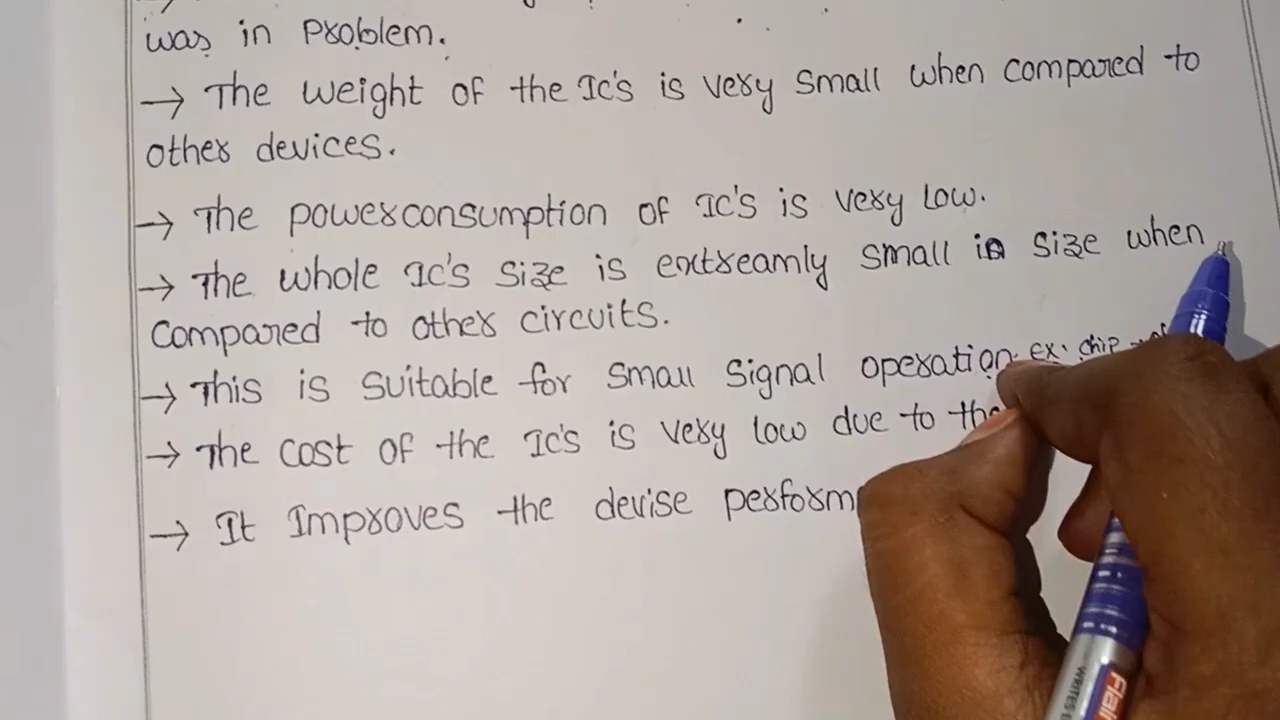 was in problem.
→ The weight of the Ic's is very small when compared to
other devices.
→ The powerconsumption of Ic's is very low.
→ The whole Ic's size is extreamly small in size when
compared to other circuits.
→ This is suitable for small signal operation. ex. chip
→ The cost of the Ic's is very low due to the
→ It Improves the devise perform
WRITES
Flair